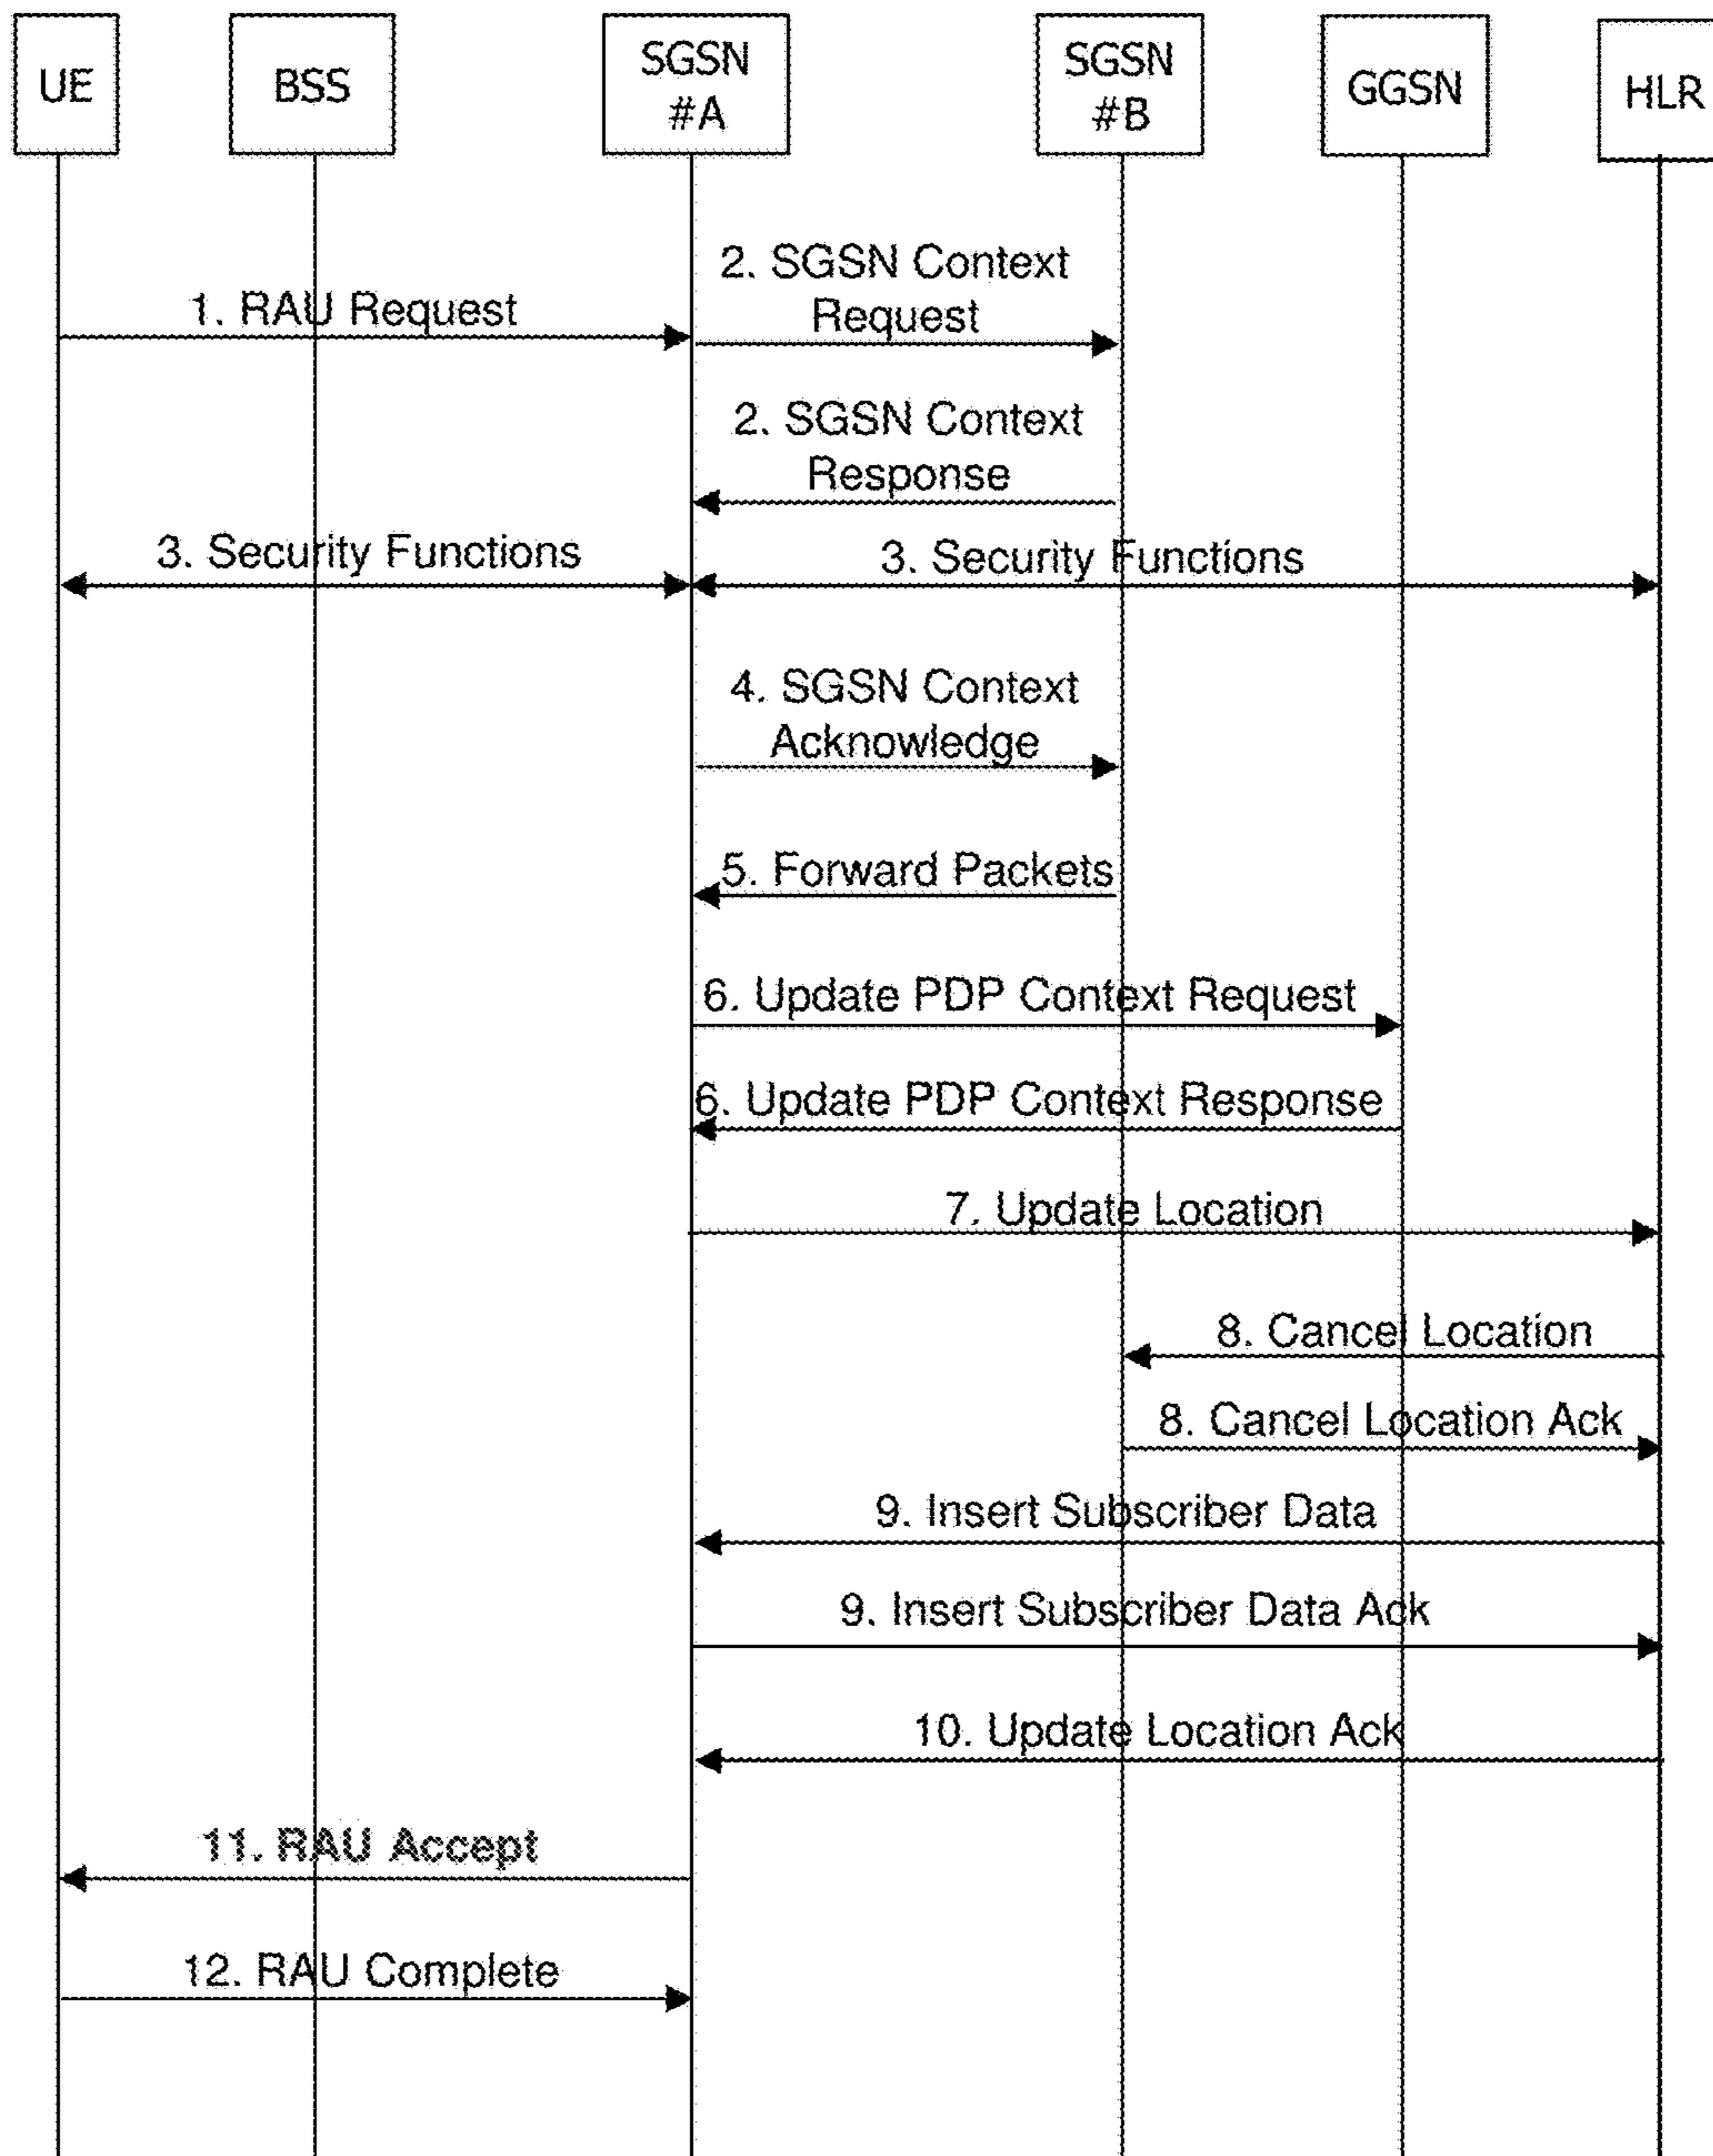 UE
BSS
SGSN
#A
SGSN
#B
GGSN
HLR
1. RAU Request
2. SGSN Context
Request
2. SGSN Context
Response
3. Security Functions
3. Security Functions
4. SGSN Context
Acknowledge
5. Forward Packets
6. Update PDP Context Request
6. Update PDP Context Response
7. Update Location
8. Cancel Location
8. Cancel Location Ack
9. Insert Subscriber Data
9. Insert Subscriber Data Ack
10. Update Location Ack
11. RAU Accept
12. RAU Complete